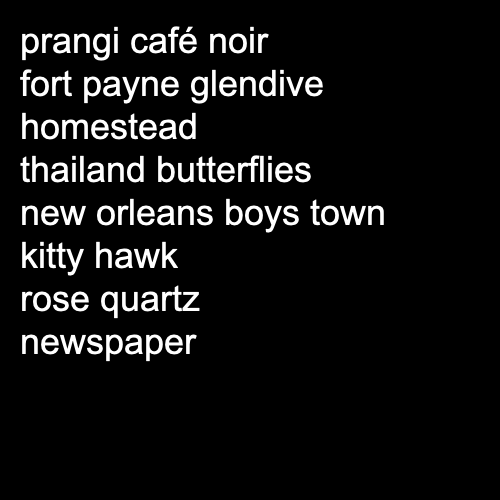 prangi café noir
fort payne glendive
homestead
thailand butterflies
new orleans boys town
kitty hawk
rose quartz
newspaper